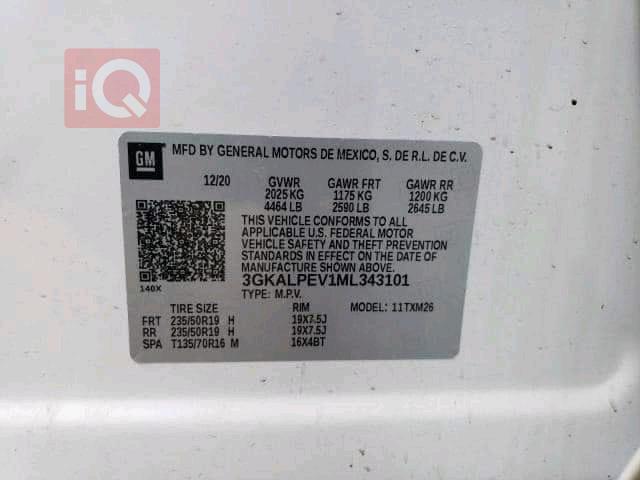 iQ
GM
MFD BY GENERAL MOTORS DE MEXICO, S. DE R.L. DE C.V.
12/20 GVWR GAWR FRT GAWR RR
2025 KG 1175 KG 1200 KG
4464 LB 2590 LB 2645 LB
THIS VEHICLE CONFORMS TO ALL
APPLICABLE U.S. FEDERAL MOTOR
VEHICLE SAFETY AND THEFT PREVENTION
STANDARDS IN EFFECT ON THE DATE OF
MANUFACTURE SHOWN ABOVE.
140X 3GKALPEV1ML343101
TYPE: M.P.V.
TIRE SIZE RIM MODEL: 11TXM26
FRT 235/50R19 H 19X7.5J
RR 235/50R19 H 19X7.5J
SPA T135/70R16 M 16X4BT